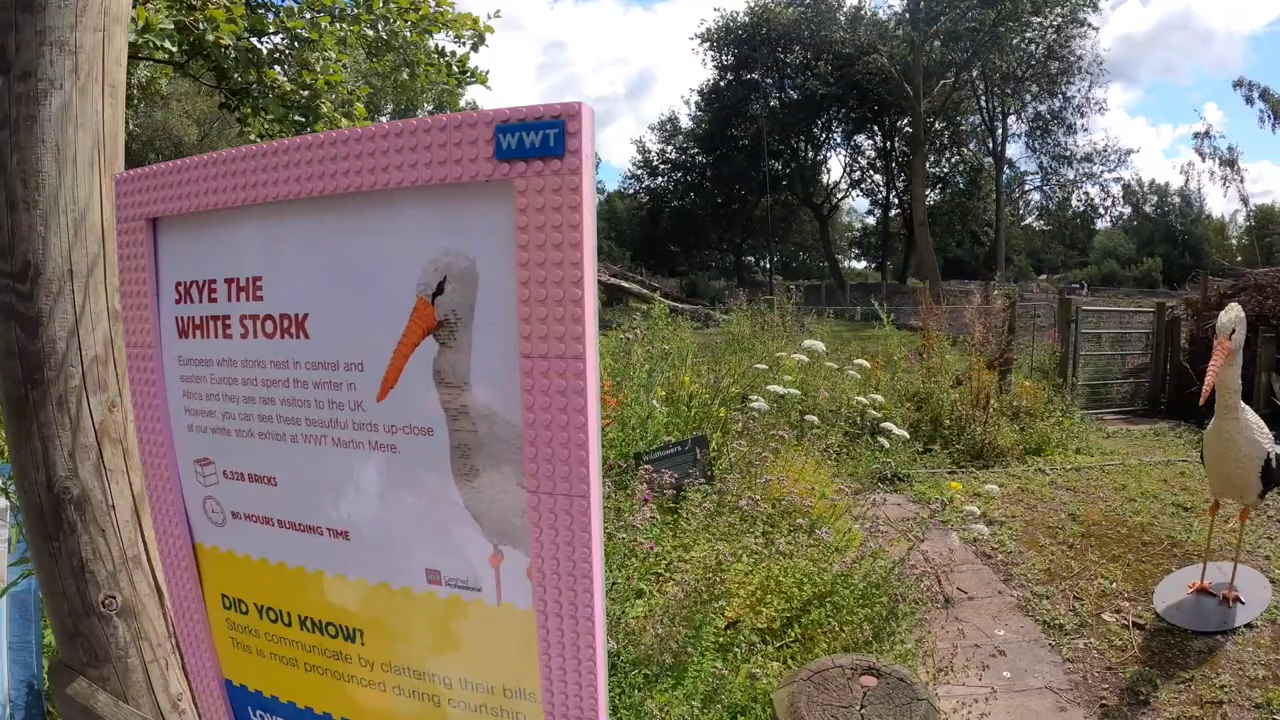 WWT
SKYE THE
WHITE STORK
European white storks nest in cantral and
eastern Europe and spend the winter in
Africa and they are rare visitors to the UK.
However, you can see these beautiful birds up-close
at our white stork exhibit at WWT Martin Mere.
6,328 BRICKS
80 HOURS BUILDING TIME
Certified
Professional
DID YOU KNOW?
Storks communicate by clattering their bills.
This is most pronounced during courtship.
Wildflowers